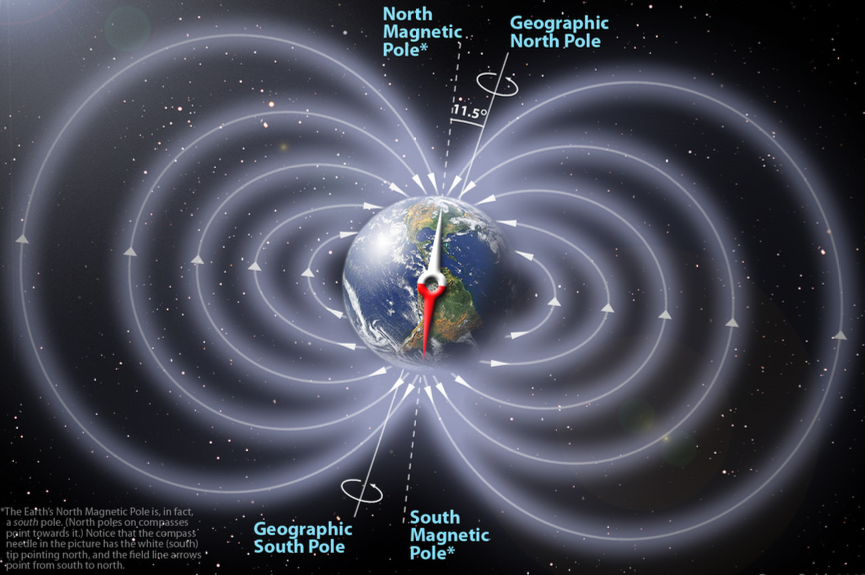 North
Magnetic
Pole*
Geographic
North Pole
11.5°
Geographic
South Pole
South
Magnetic
Pole*
*The Earth's North Magnetic Pole is, in fact,
a south pole. (North poles on compasses
point towards it.) Notice that the compass
needle in the picture has the white (south)
tip pointing north, and the field line arrows
point from south to north.